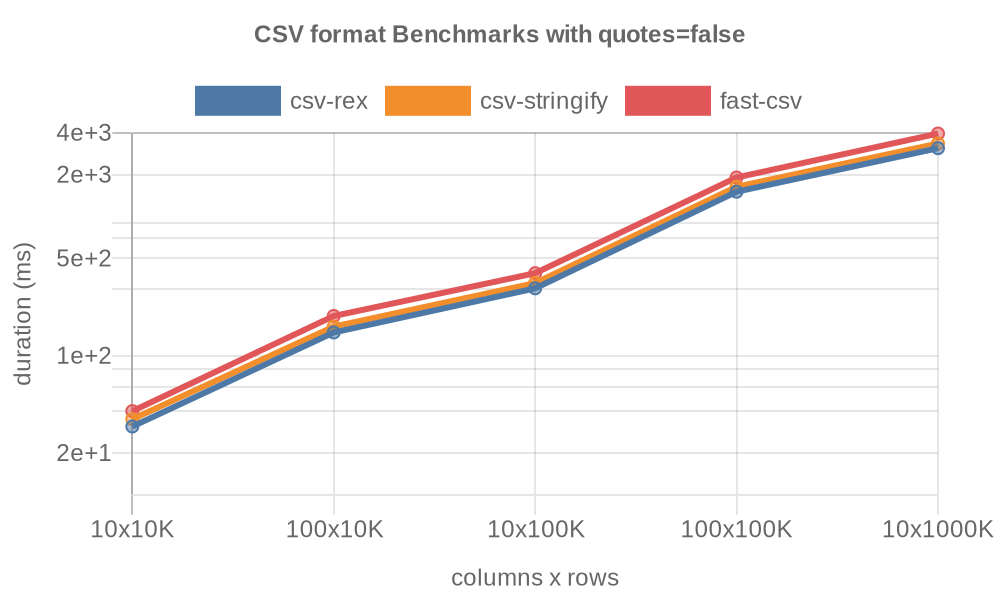 CSV format Benchmarks with quotes=false
csv-rex csv-stringify fast-csv
4e+3
2e+3
5e+2
1e+2
2e+1
duration (ms)
10x10K 100x10K 10x100K 100x100K 10x1000K
columns x rows